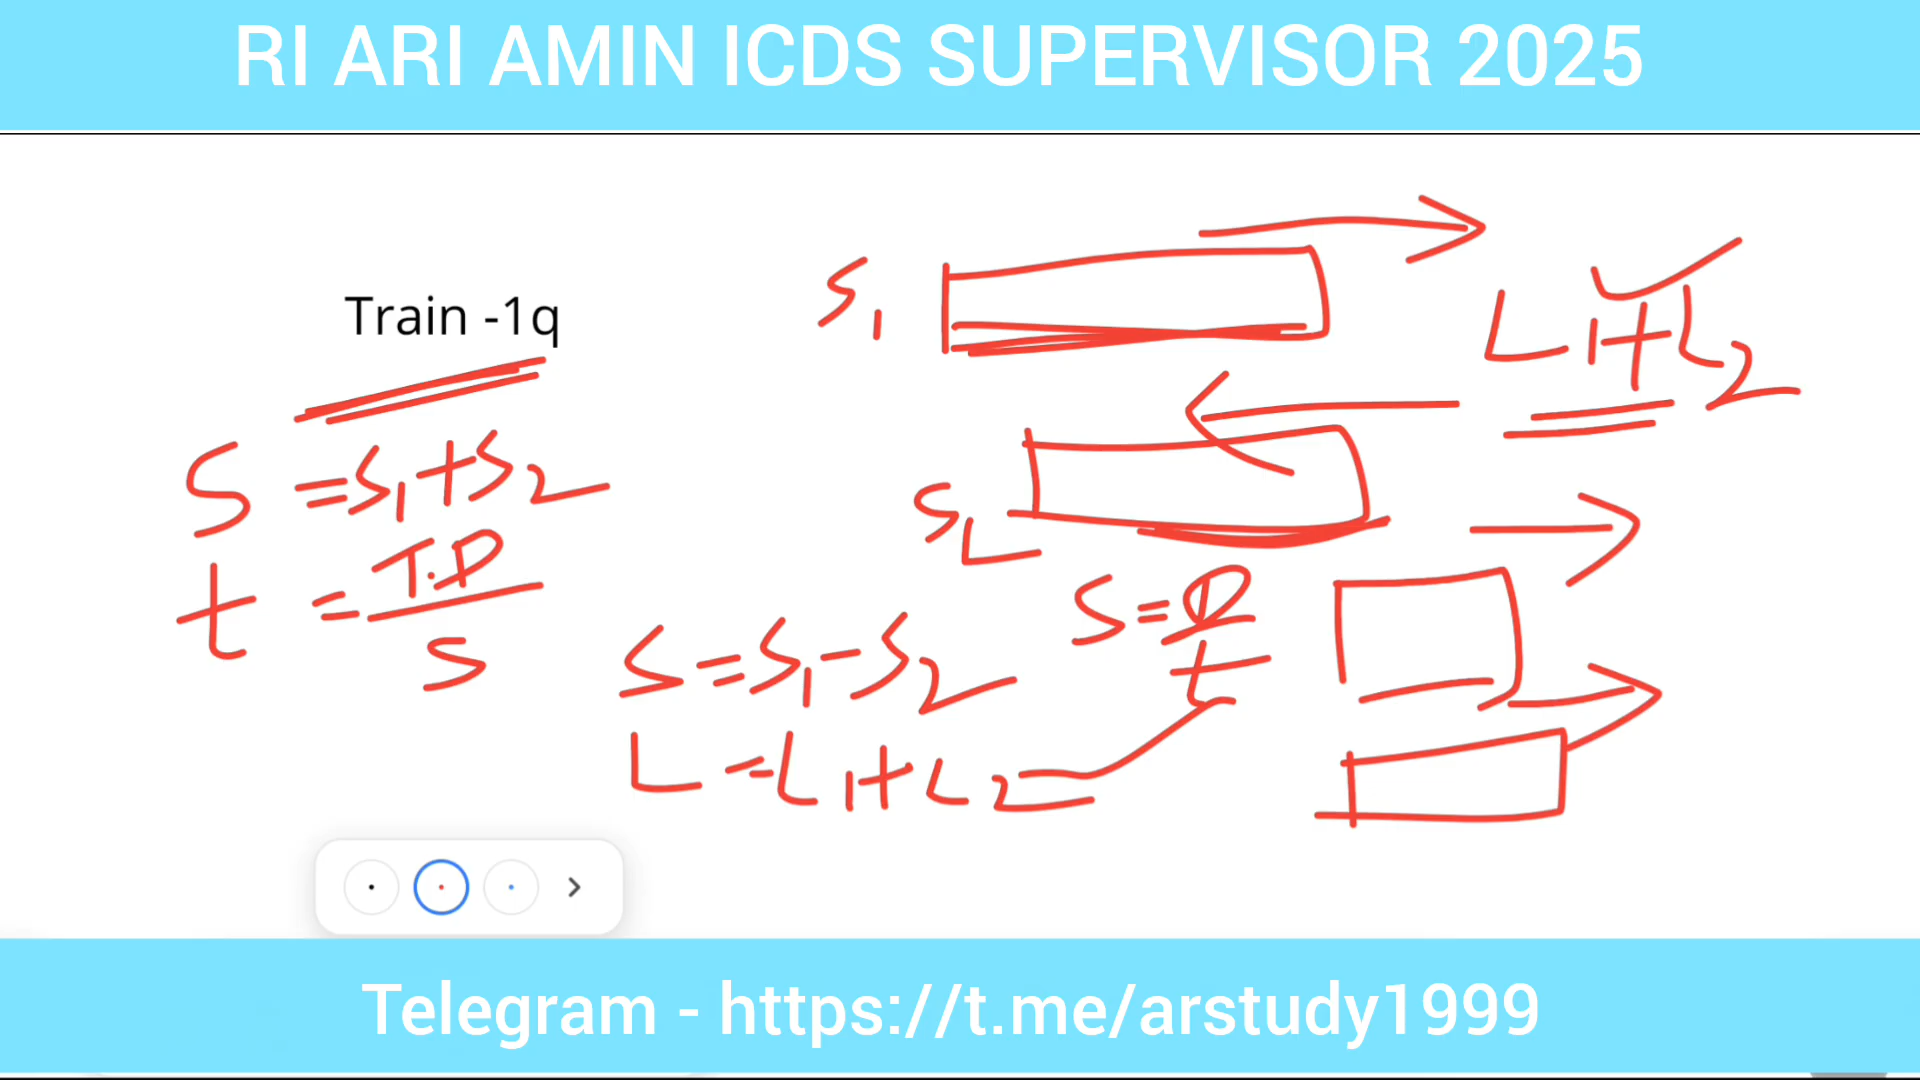 RI ARI AMIN ICDS SUPERVISOR 2025
Train -1q
S₁
L₁+L₂
S = S₁+S₂
S₂
t = T.D / S
S = D / t
S = S₁-S₂
L = L₁+L₂
Telegram - https://t.me/arstudy1999